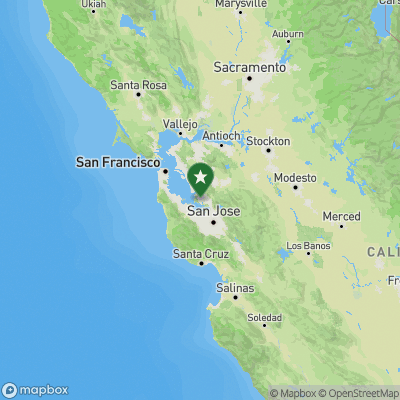 Ukiah
Marysville
Auburn
Sacramento
Santa Rosa
Vallejo
Antioch
Stockton
San Francisco
Modesto
San Jose
Merced
Los Banos
Santa Cruz
CALI
Fr
Salinas
Soledad
mapbox
© Mapbox © OpenStreetMap